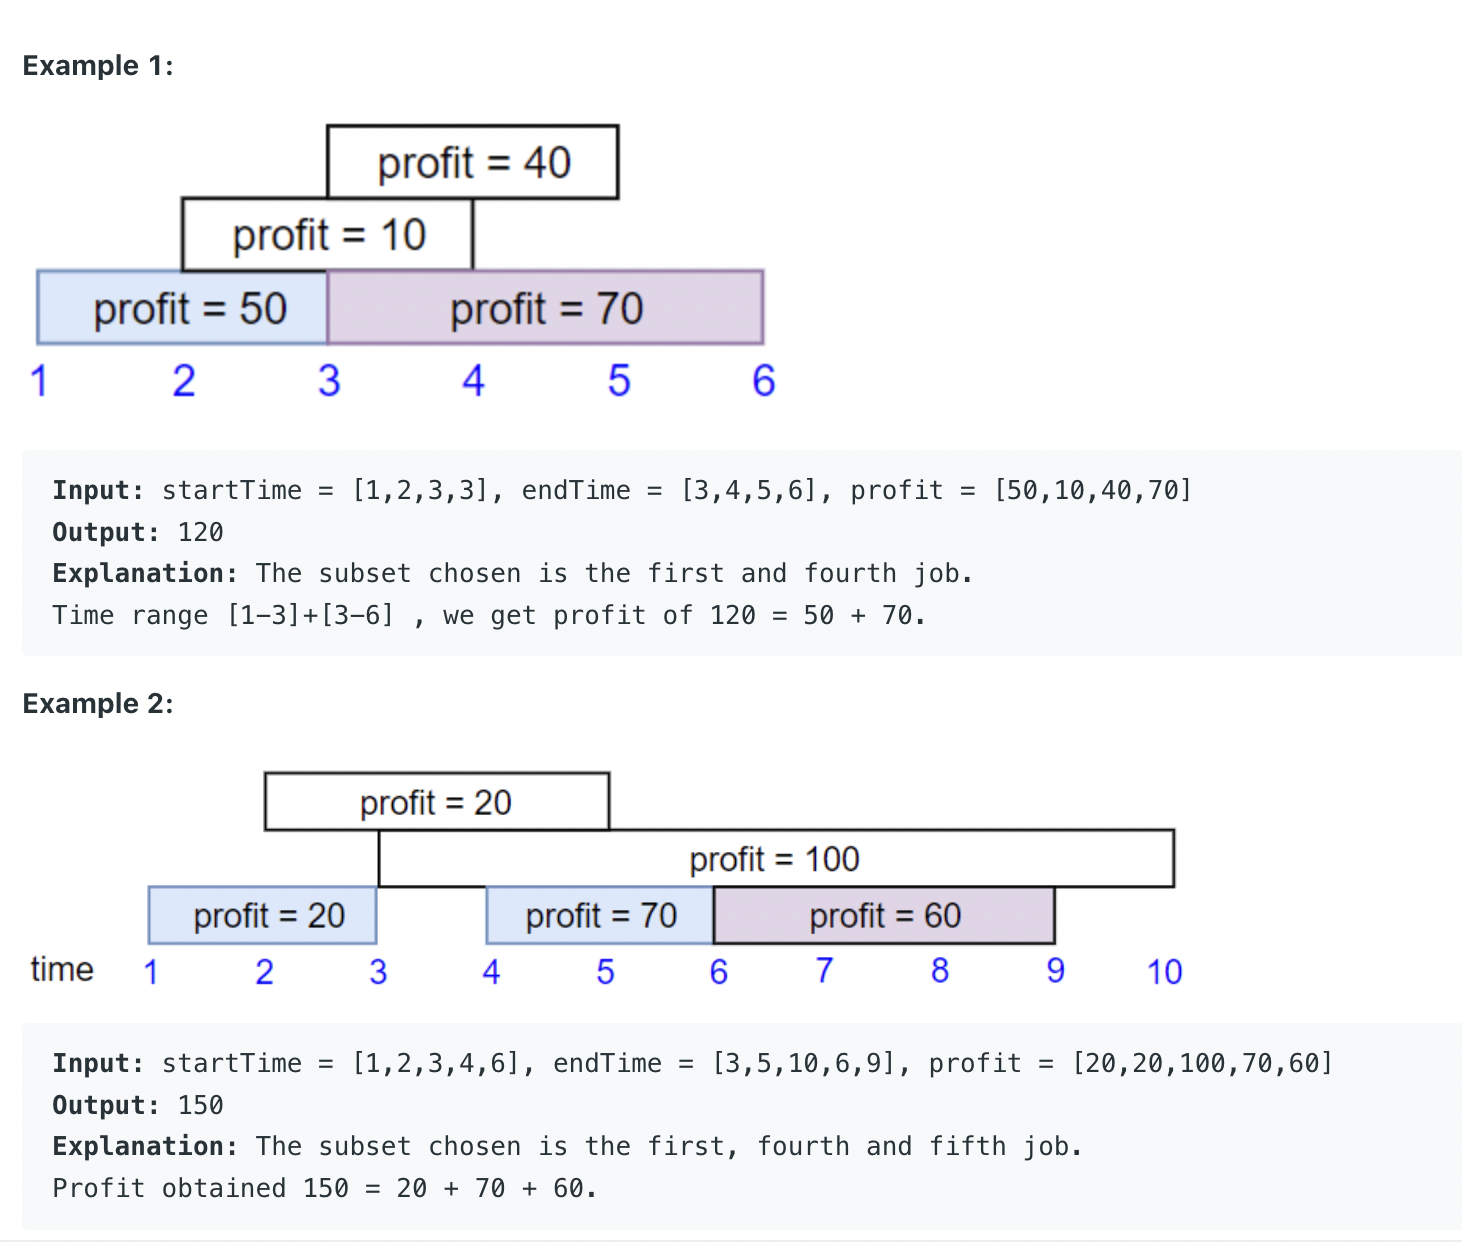 Example 1:
profit = 40
profit = 10
profit = 50 profit = 70
1 2 3 4 5 6
Input: startTime = [1,2,3,3], endTime = [3,4,5,6], profit = [50,10,40,70]
Output: 120
Explanation: The subset chosen is the first and fourth job.
Time range [1-3]+[3-6] , we get profit of 120 = 50 + 70.
Example 2:
profit = 20
profit = 100
profit = 20 profit = 70 profit = 60
time 1 2 3 4 5 6 7 8 9 10
Input: startTime = [1,2,3,4,6], endTime = [3,5,10,6,9], profit = [20,20,100,70,60]
Output: 150
Explanation: The subset chosen is the first, fourth and fifth job.
Profit obtained 150 = 20 + 70 + 60.